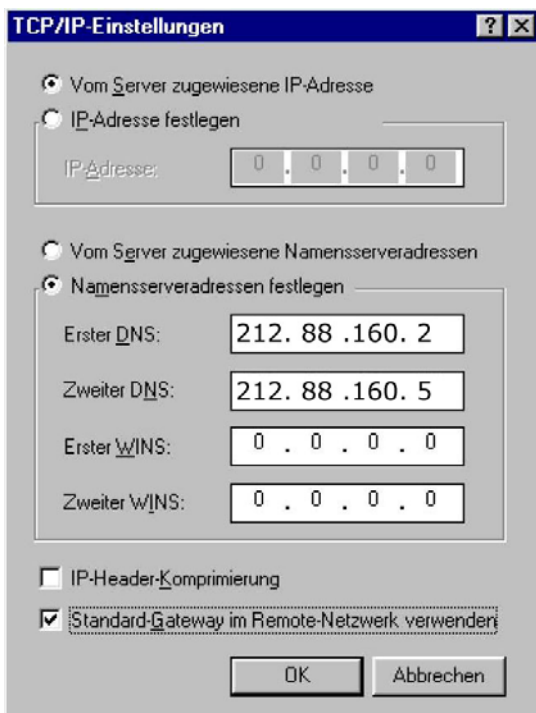 TCP/IP-Einstellungen
Vom Server zugewiesene IP-Adresse
IP-Adresse festlegen
IP-Adresse: 0 . 0 . 0 . 0
Vom Server zugewiesene Namensserveradressen
Namensserveradressen festlegen
Erster DNS: 212. 88 .160. 2
Zweiter DNS: 212. 88 .160. 5
Erster WINS: 0 . 0 . 0 . 0
Zweiter WINS: 0 . 0 . 0 . 0
IP-Header-Komprimierung
Standard-Gateway im Remote-Netzwerk verwenden
OK Abbrechen